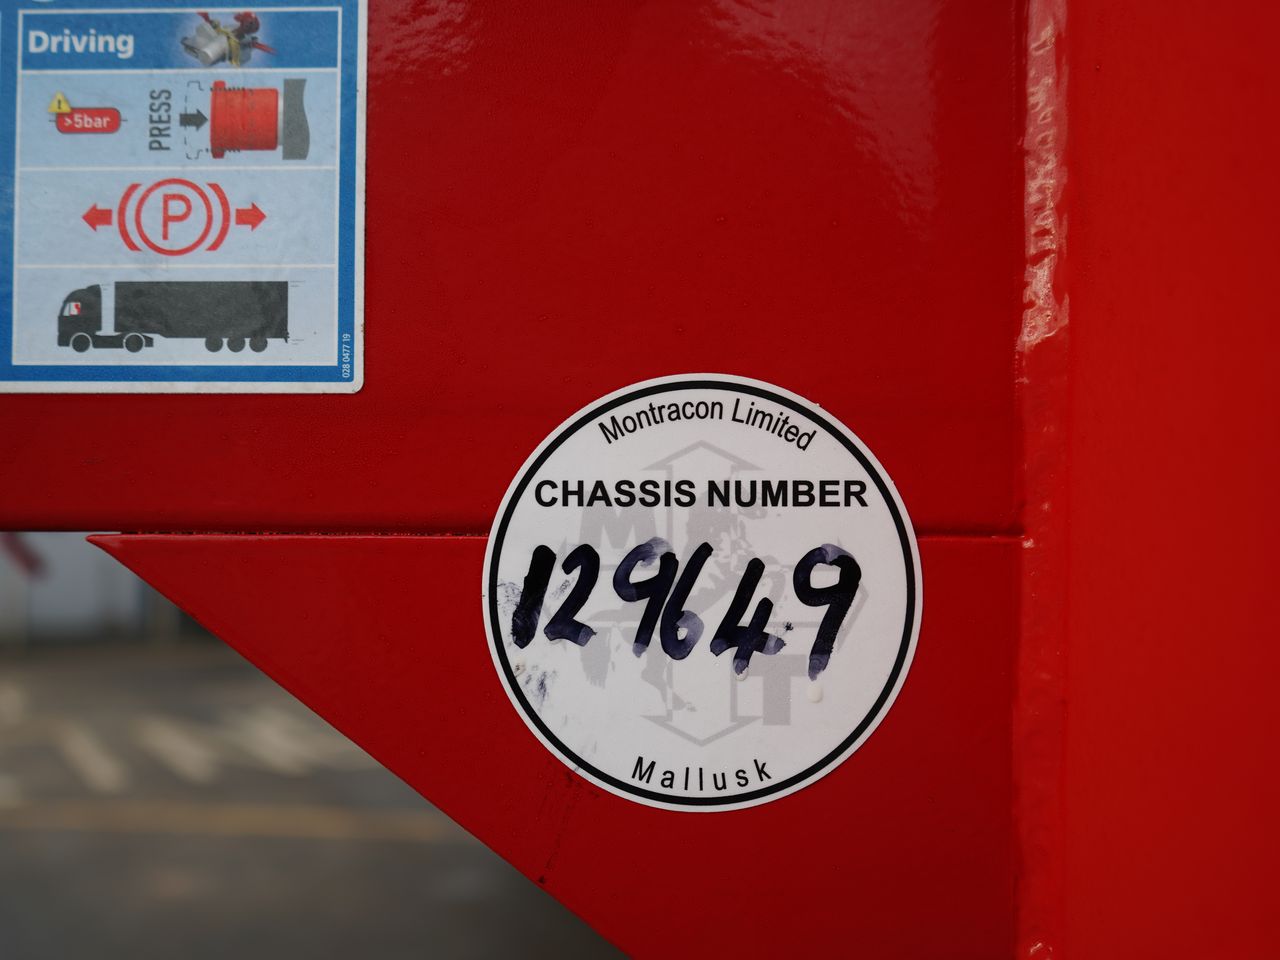 Driving
>5bar
PRESS
P
028 0477 19
Montracon Limited
CHASSIS NUMBER
129649
Mallusk